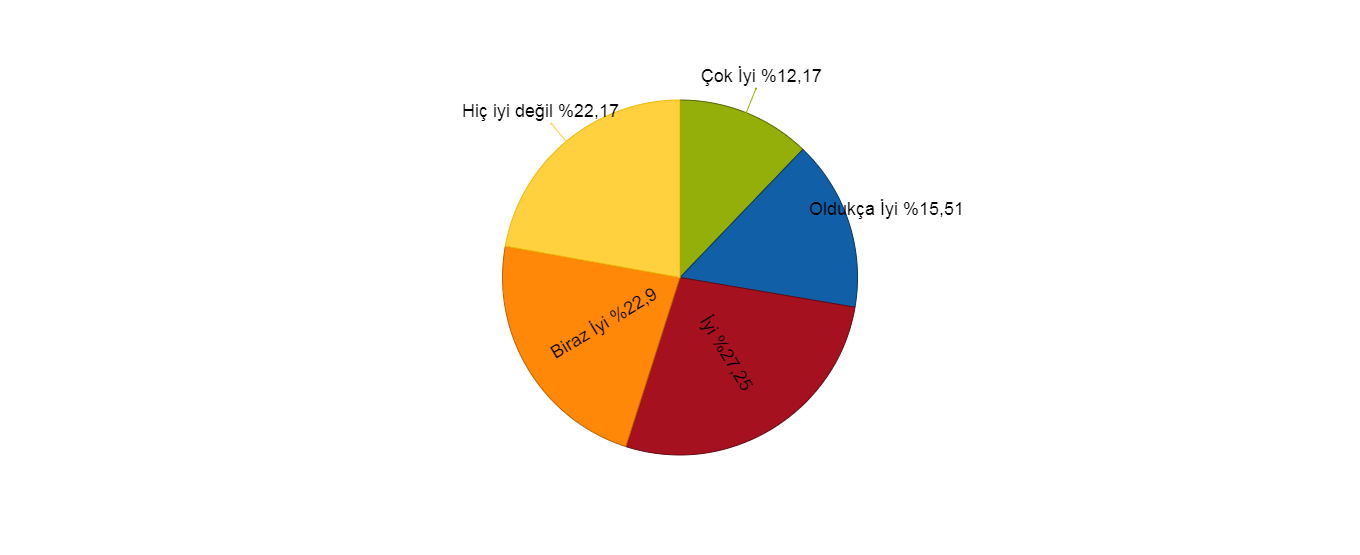 Çok İyi %12,17
Hiç iyi değil %22,17
Oldukça İyi %15,51
Biraz İyi %22,9
İyi %27,25